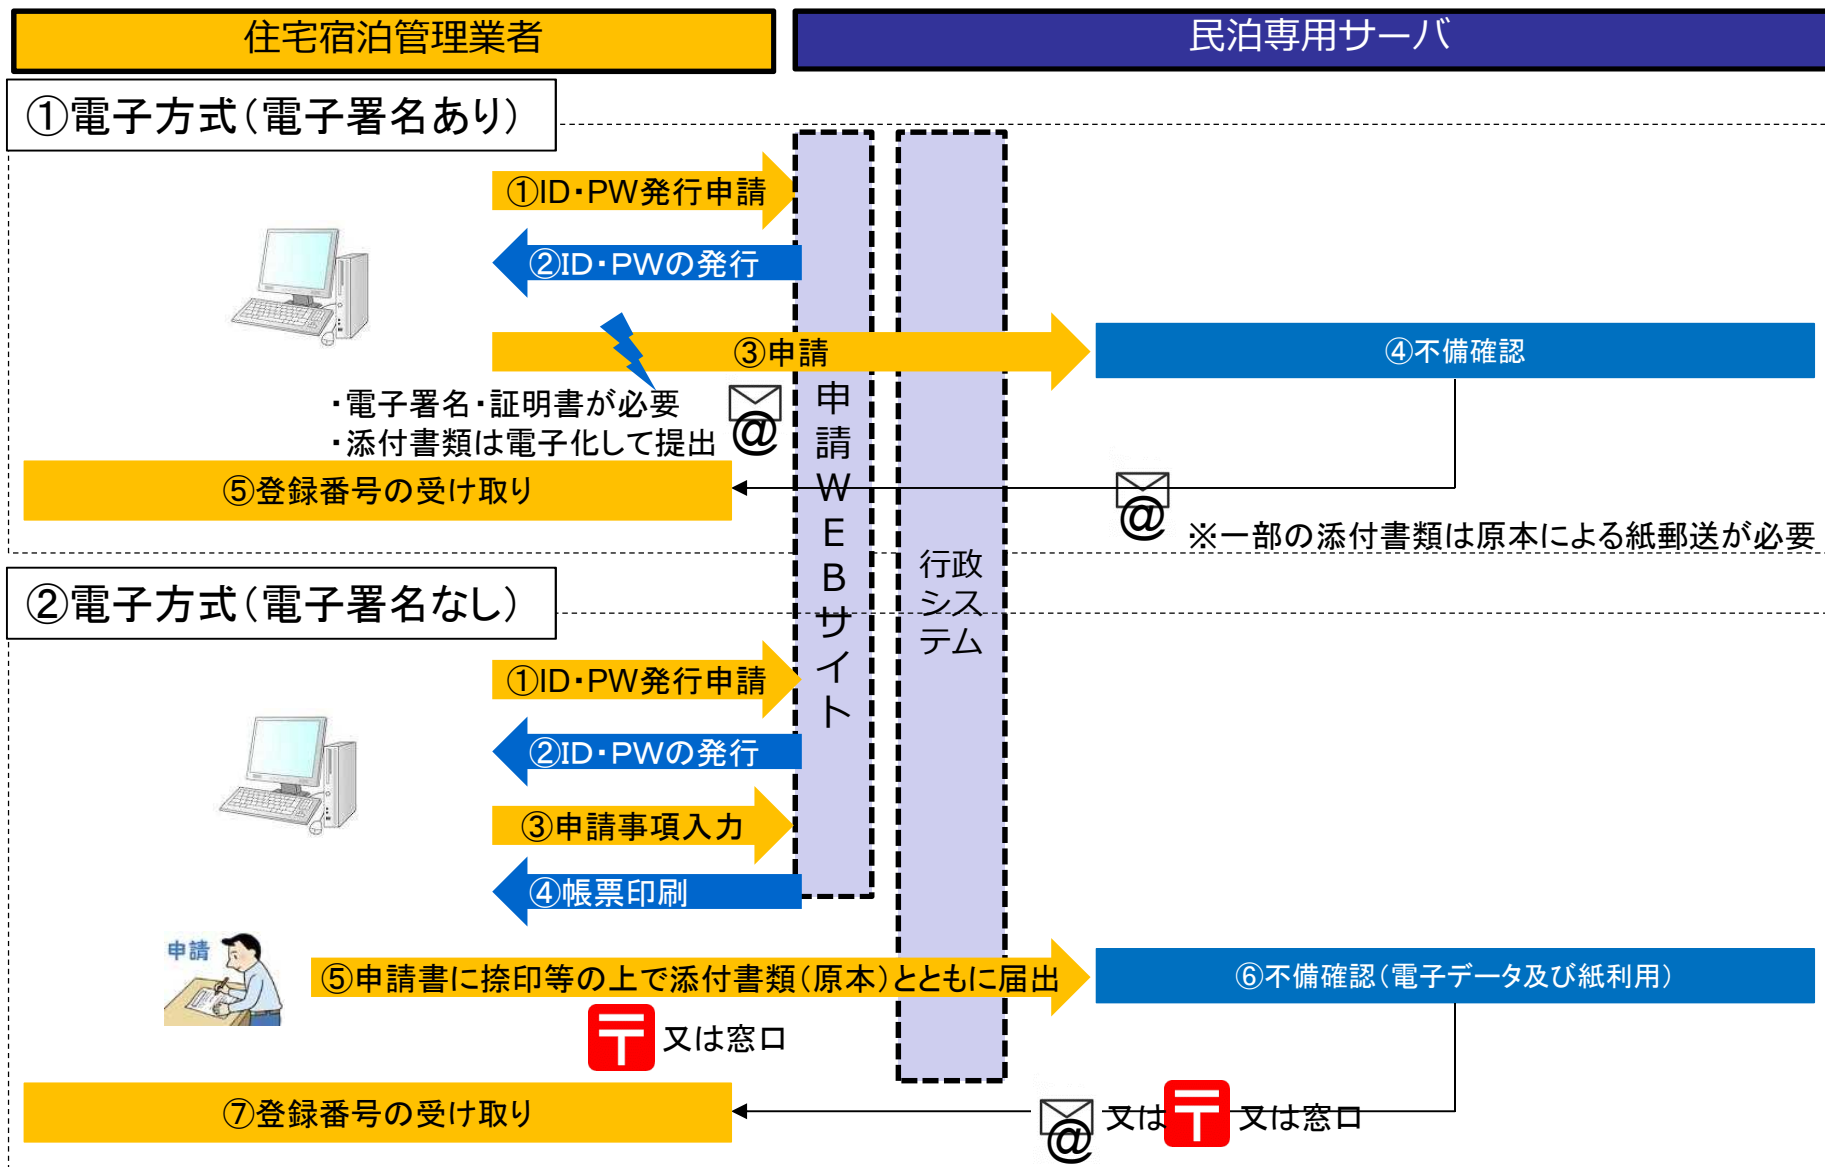 住宅宿泊管理業者
民泊専用サーバ
①電子方式(電子署名あり)
①ID・PW発行申請
②ID・PWの発行
③申請
④不備確認
・電子署名・証明書が必要
・添付書類は電子化して提出
@
⑤登録番号の受け取り
@
※一部の添付書類は原本による紙郵送が必要
申請WEBサイト
行政
シス
テム
②電子方式(電子署名なし)
①ID・PW発行申請
②ID・PWの発行
③申請事項入力
④帳票印刷
申請
⑤申請書に捺印等の上で添付書類(原本)とともに届出
⑥不備確認(電子データ及び紙利用)
〒又は窓口
⑦登録番号の受け取り
@又は〒又は窓口